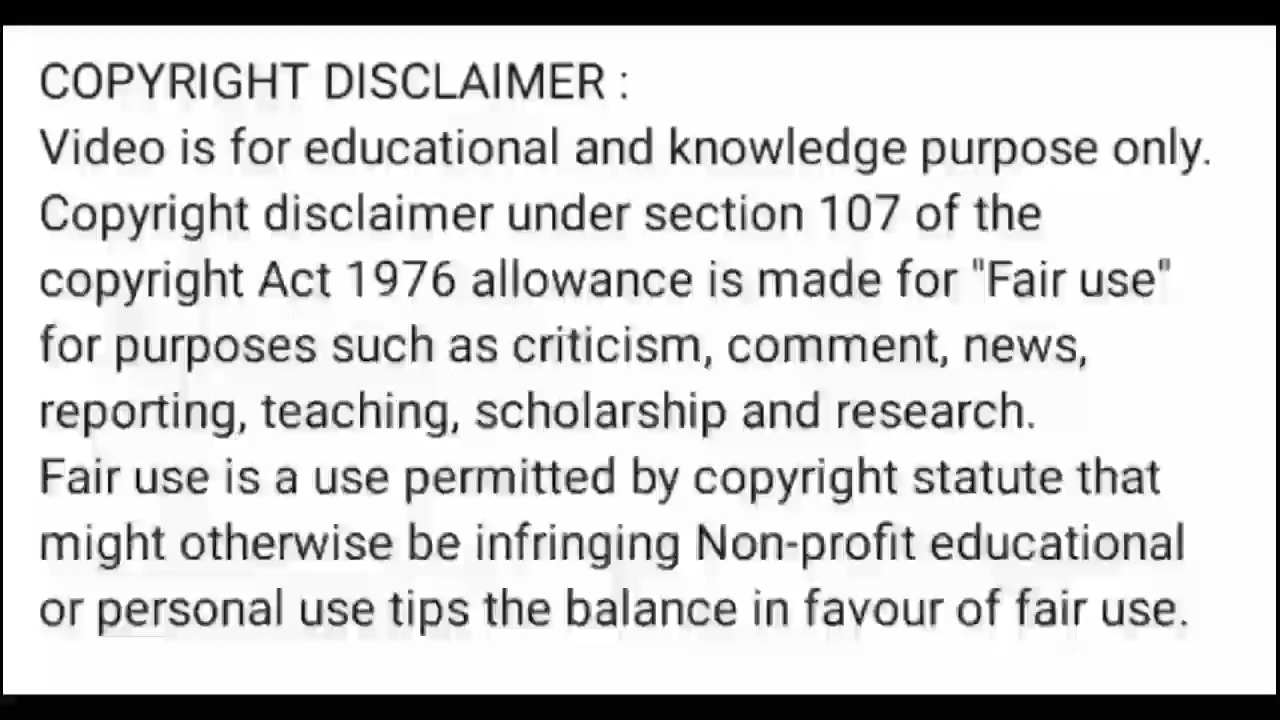 COPYRIGHT DISCLAIMER :
Video is for educational and knowledge purpose only.
Copyright disclaimer under section 107 of the
copyright Act 1976 allowance is made for "Fair use"
for purposes such as criticism, comment, news,
reporting, teaching, scholarship and research.
Fair use is a use permitted by copyright statute that
might otherwise be infringing Non-profit educational
or personal use tips the balance in favour of fair use.